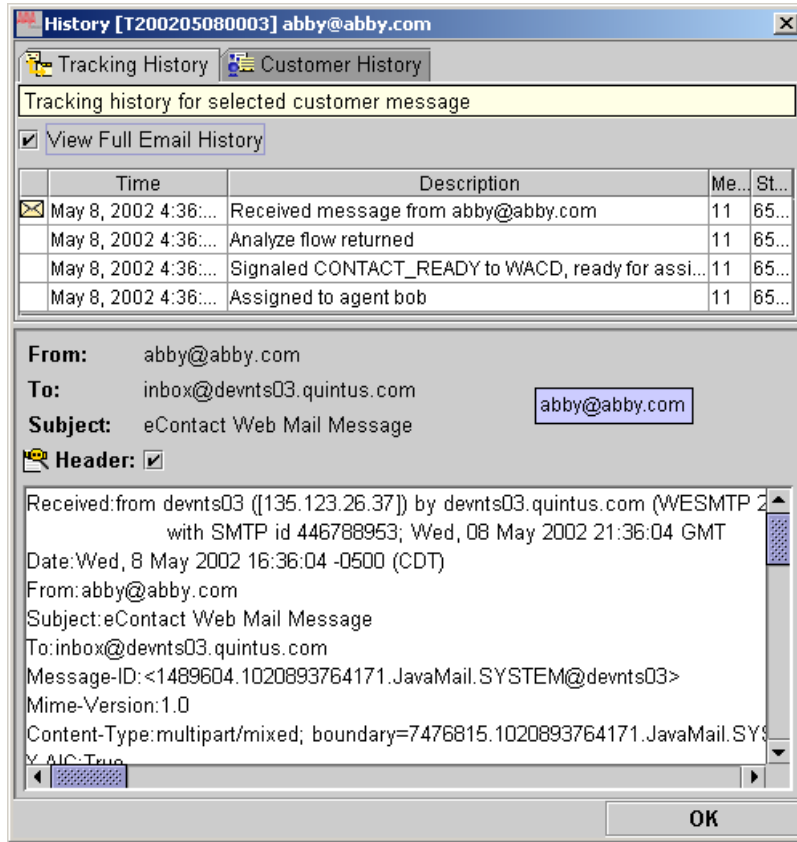 History [T200205080003] abby@abby.com
Tracking History Customer History
Tracking history for selected customer message
View Full Email History
Time Description Me... St...
May 8, 2002 4:36:... Received message from abby@abby.com 11 65...
May 8, 2002 4:36:... Analyze flow returned 11 65...
May 8, 2002 4:36:... Signaled CONTACT_READY to WACD, ready for assi... 11 65...
May 8, 2002 4:36:... Assigned to agent bob 11 65...
From: abby@abby.com
To: inbox@devnts03.quintus.com
abby@abby.com
Subject: eContact Web Mail Message
Header:
Received:from devnts03 ([135.123.26.37]) by devnts03.quintus.com (WESMTP 2
with SMTP id 446788953; Wed, 08 May 2002 21:36:04 GMT
Date:Wed, 8 May 2002 16:36:04 -0500 (CDT)
From:abby@abby.com
Subject:eContact Web Mail Message
To:inbox@devnts03.quintus.com
Message-ID:<1489604.1020893764171.JavaMail.SYSTEM@devnts03>
Mime-Version:1.0
Content-Type:multipart/mixed; boundary=7476815.1020893764171.JavaMail.SYS
OK